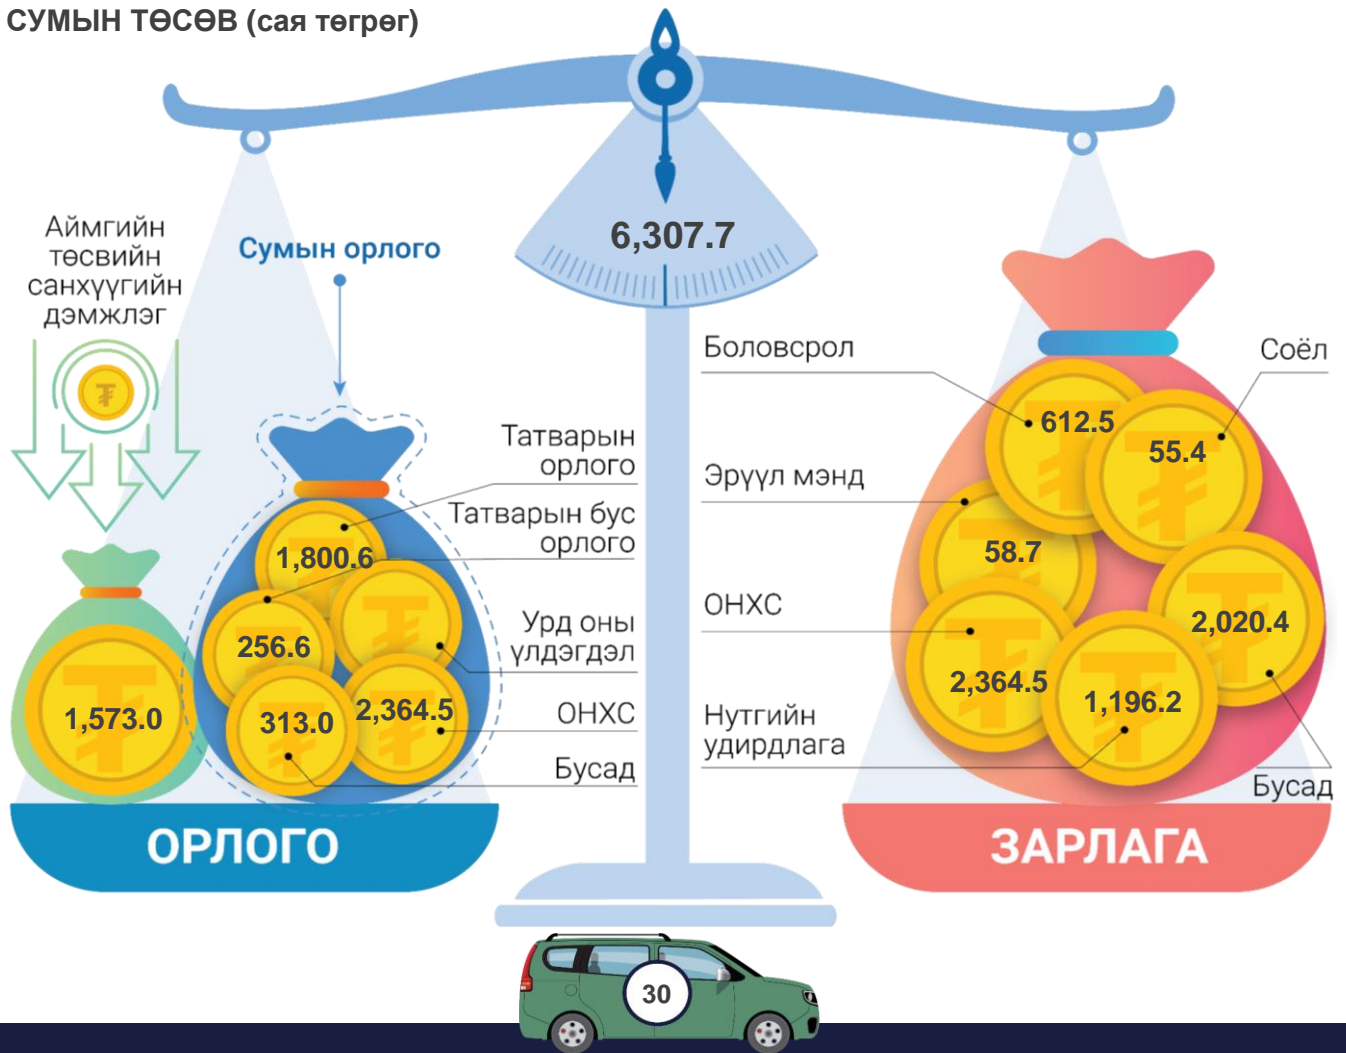 СУМЫН ТӨСӨВ (сая төгрөг)
6,307.7
Аймгийн
төсвийн
санхүүгийн
дэмжлэг
Сумын орлого
Татварын
орлого
Татварын бус
орлого
Урд оны
үлдэгдэл
ОНХС
Бусад
1,800.6
256.6
313.0
2,364.5
1,573.0
ОРЛОГО
Боловсрол
Соёл
Эрүүл мэнд
ОНХС
Нутгийн
удирдлага
Бусад
612.5
55.4
58.7
2,020.4
2,364.5
1,196.2
ЗАРЛАГА
30